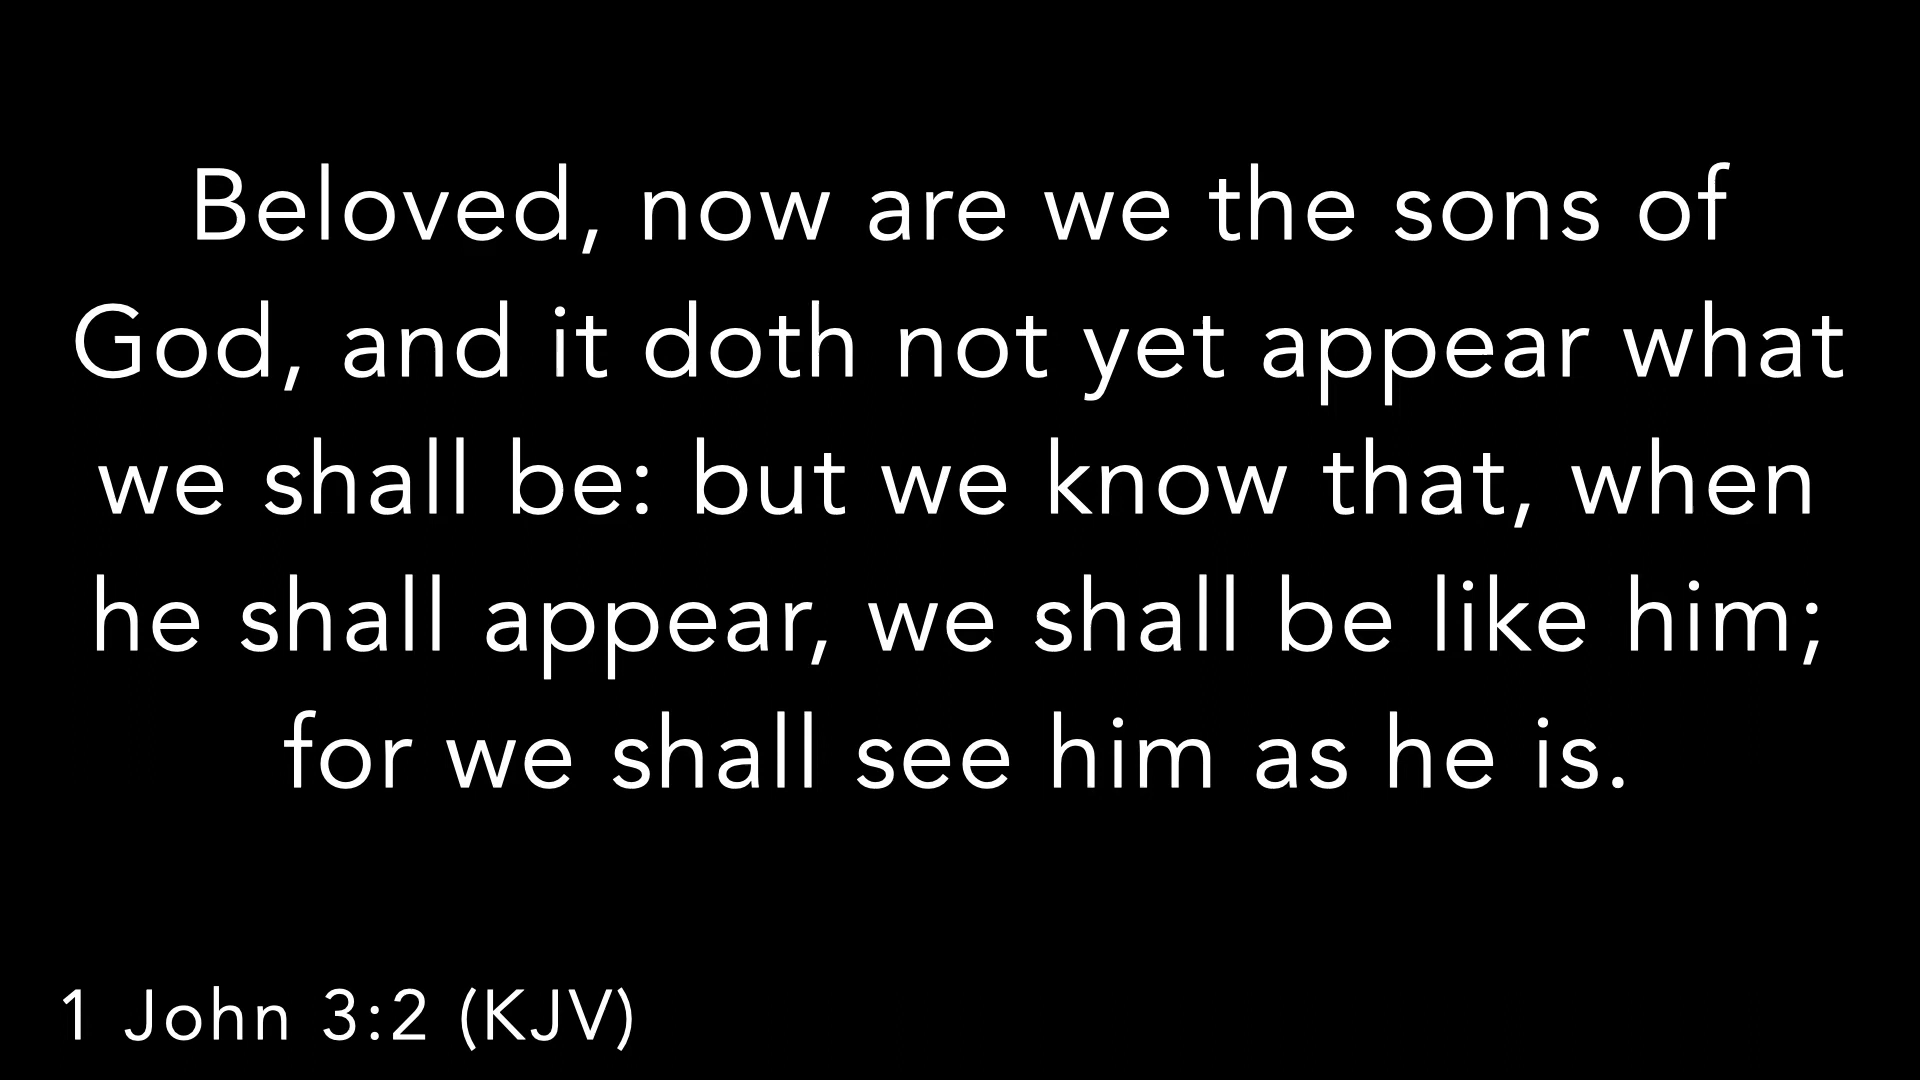 Beloved, now are we the sons of
God, and it doth not yet appear what
we shall be: but we know that, when
he shall appear, we shall be like him;
for we shall see him as he is.
1 John 3:2 (KJV)